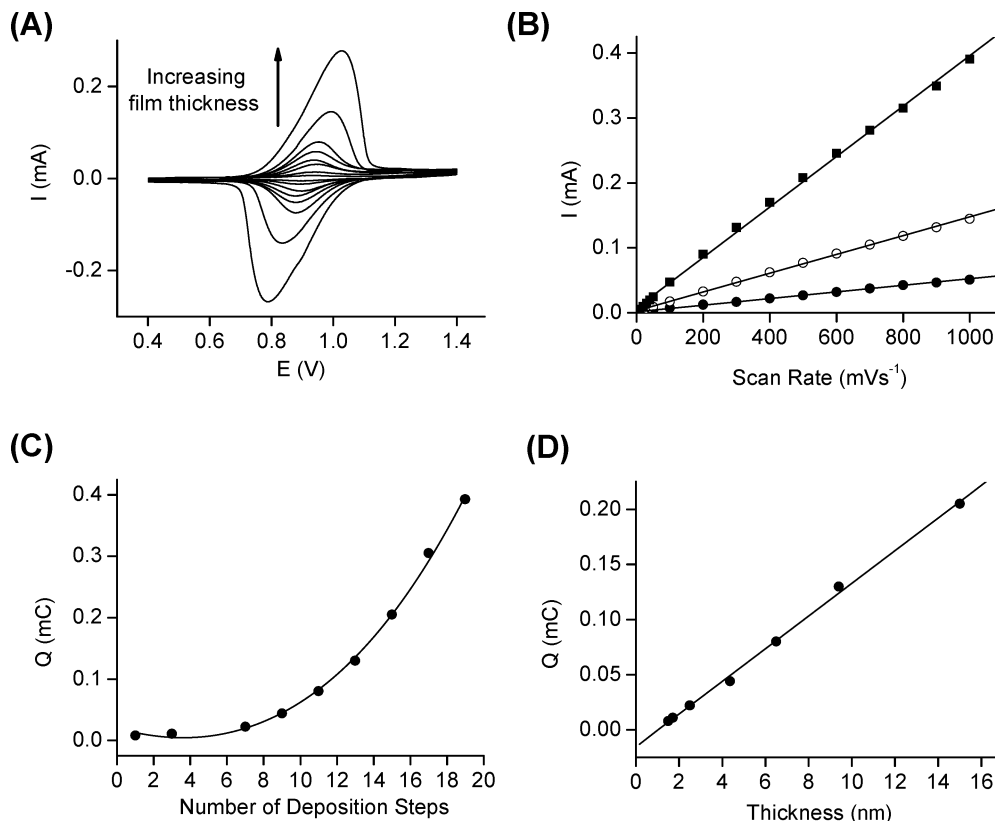 (A)
Increasing
film thickness
I (mA)
0.2
0.0
-0.2
0.4 0.6 0.8 1.0 1.2 1.4
E (V)
(B)
I (mA)
0.4
0.3
0.2
0.1
0.0
0 200 400 600 800 1000
Scan Rate (mVs⁻¹)
(C)
Q (mC)
0.4
0.3
0.2
0.1
0.0
0 2 4 6 8 10 12 14 16 18 20
Number of Deposition Steps
(D)
Q (mC)
0.20
0.15
0.10
0.05
0.00
0 2 4 6 8 10 12 14 16
Thickness (nm)